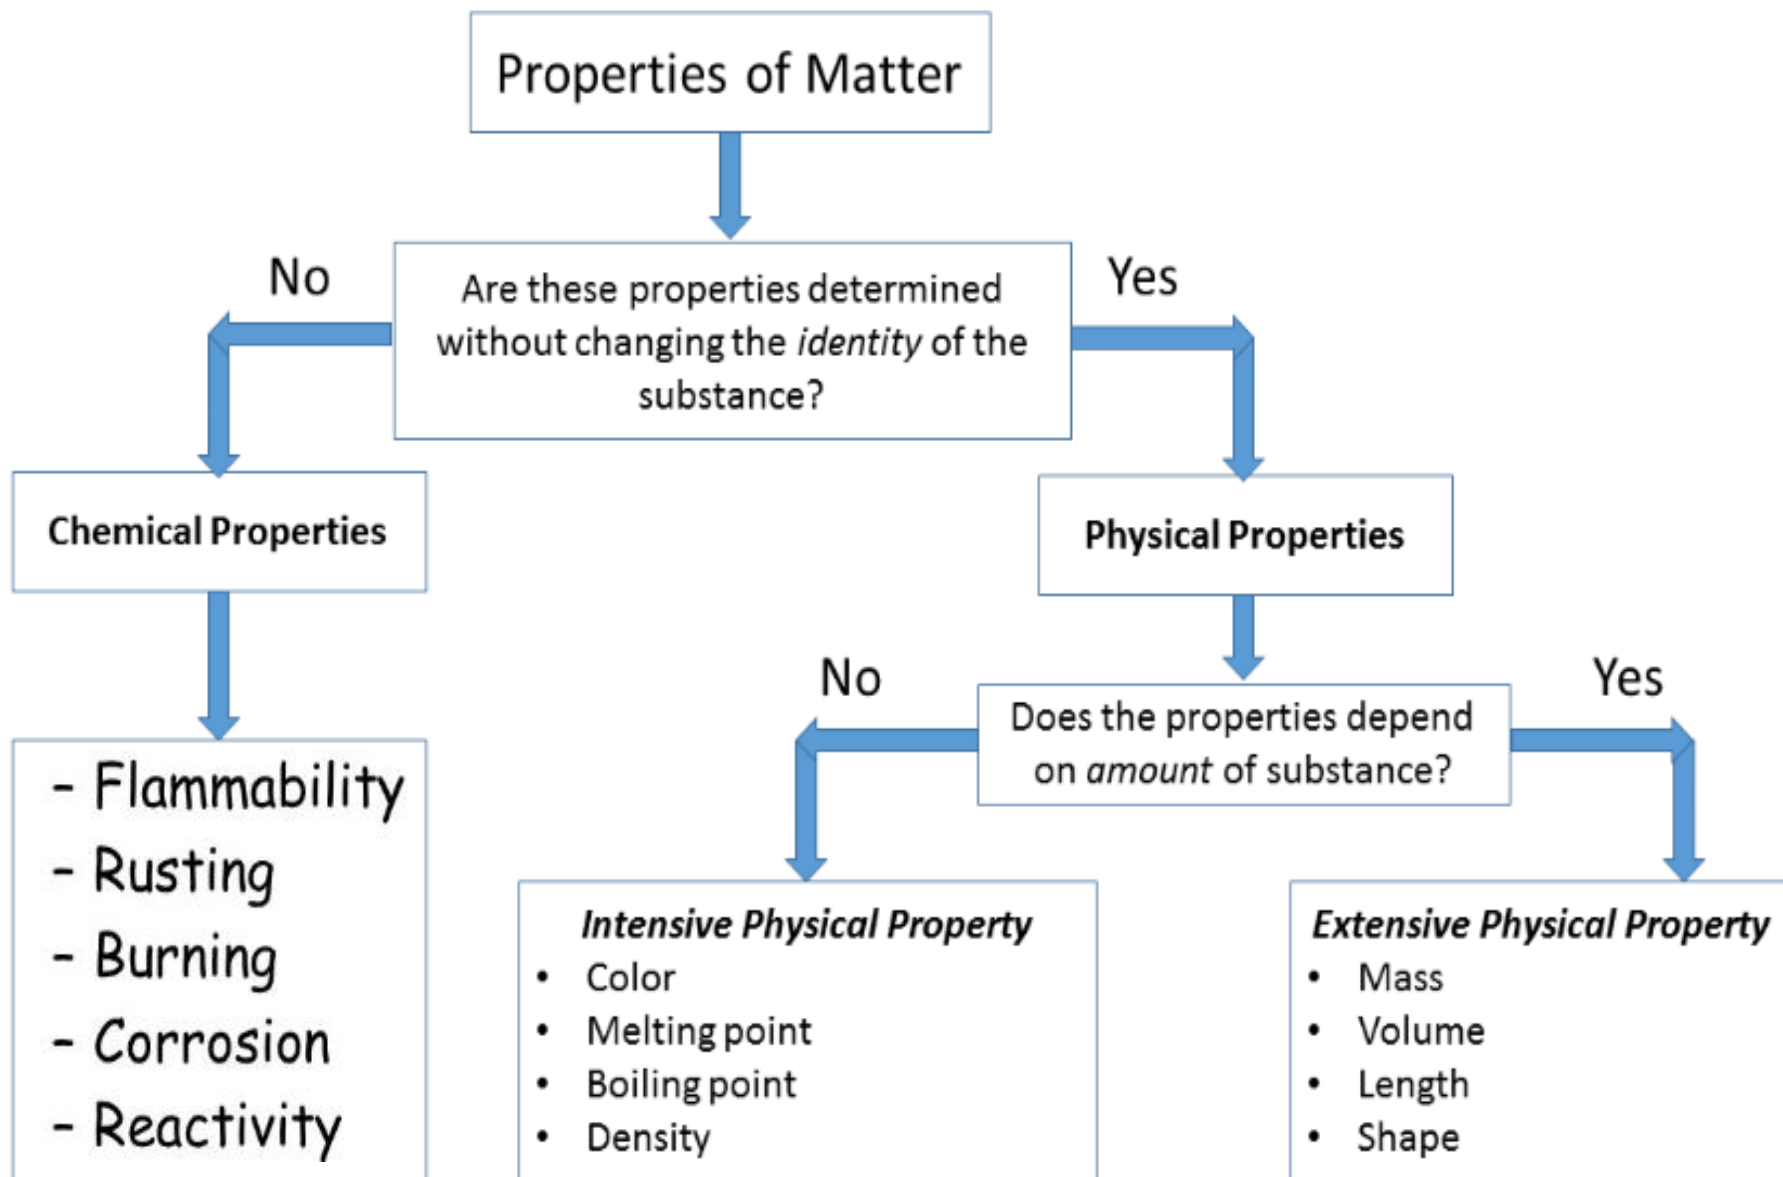 Properties of Matter
No
Are these properties determined
without changing the identity of the
substance?
Yes
Chemical Properties
Physical Properties
No
Does the properties depend
on amount of substance?
Yes
- Flammability
- Rusting
- Burning
- Corrosion
- Reactivity
Intensive Physical Property
• Color
• Melting point
• Boiling point
• Density
Extensive Physical Property
• Mass
• Volume
• Length
• Shape